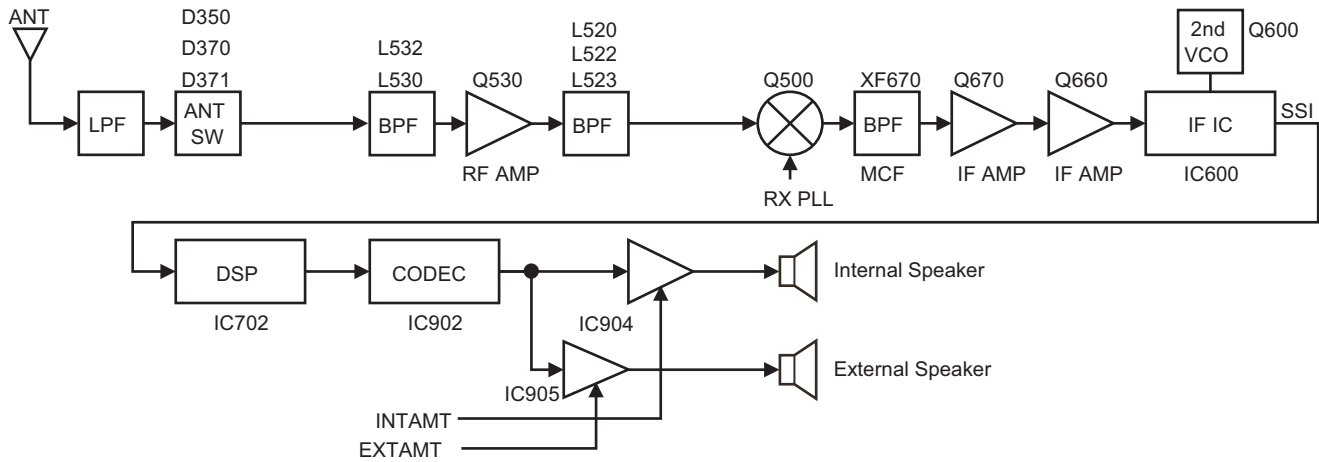 ANT
D350
D370
D371
L532
L530
Q530
L520
L522
L523
Q500
XF670
Q670
Q660
2nd
VCO
Q600
LPF
ANT
SW
BPF
BPF
BPF
IF IC
SSI
RF AMP
RX PLL
MCF
IF AMP
IF AMP
IC600
DSP
CODEC
Internal Speaker
IC702
IC902
IC904
External Speaker
IC905
INTAMT
EXTAMT